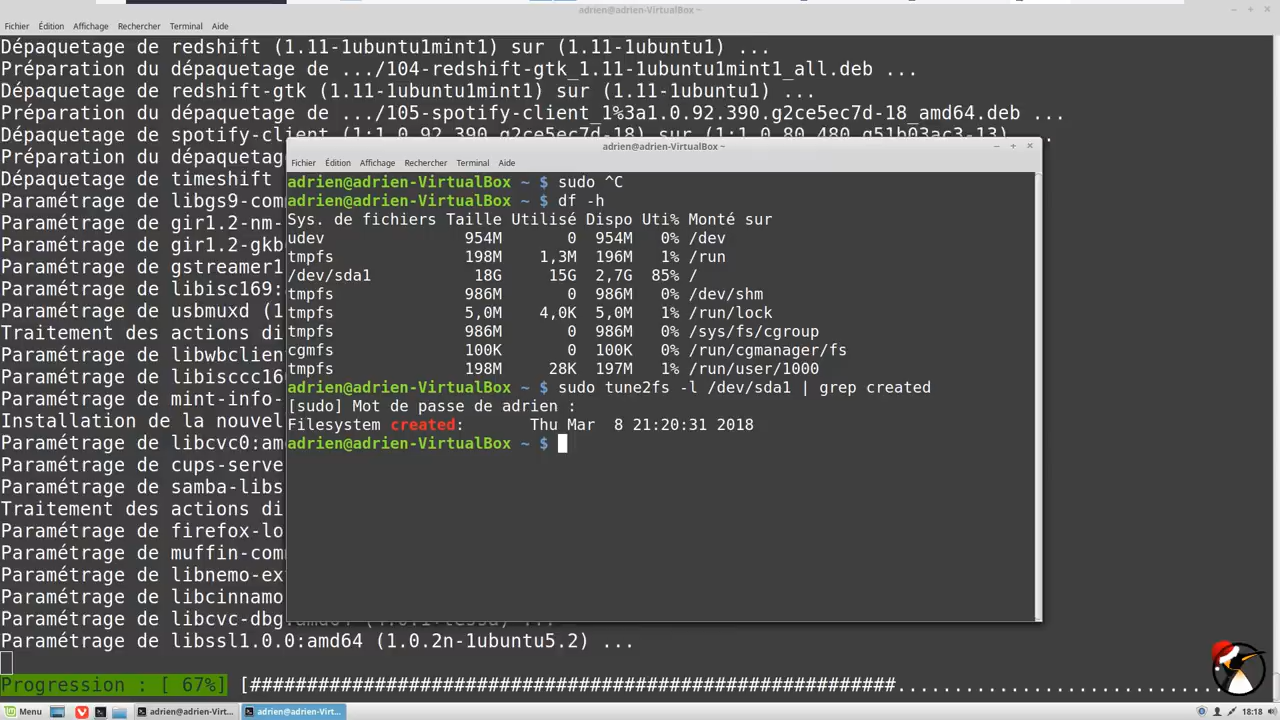 adrien@adrien-VirtualBox ~
Fichier Édition Affichage Rechercher Terminal Aide
Dépaquetage de redshift (1.11-1ubuntu1mint1) sur (1.11-1ubuntu1) ...
Préparation du dépaquetage de .../104-redshift-gtk_1.11-1ubuntu1mint1_all.deb ...
Dépaquetage de redshift-gtk (1.11-1ubuntu1mint1) sur (1.11-1ubuntu1) ...
Préparation du dépaquetage de .../105-spotify-client_1%3a1.0.92.390.g2ce5ec7d-18_amd64.deb ...
Dépaquetage de spotify-client (1:1.0.92.390.g2ce5ec7d-18) sur (1:1.0.80.480.g51b03ac3-13) ...
Préparation du dépaquetage
Dépaquetage de timeshift
Paramétrage de libgs9-com
Paramétrage de gir1.2-nm-
Paramétrage de gir1.2-gkb
Paramétrage de gstreamer1
Paramétrage de libisc169:
Paramétrage de usbmuxd (1
Traitement des actions di
Paramétrage de libwbclien
Paramétrage de libisccc16
Paramétrage de mint-info-
Installation de la nouvel
Paramétrage de libcvc0:am
Paramétrage de cups-serve
Paramétrage de samba-libs
Traitement des actions di
Paramétrage de firefox-lo
Paramétrage de muffin-com
Paramétrage de libnemo-ex
Paramétrage de libcinnamo
Paramétrage de libcvc-dbg:amd64
Paramétrage de libssl1.0.0:amd64 (1.0.2n-1ubuntu5.2) ...
Progression : [ 67%] [##########################################################..............................
adrien@adrien-VirtualBox ~
Fichier Édition Affichage Rechercher Terminal Aide
adrien@adrien-VirtualBox ~ $ sudo ^C
adrien@adrien-VirtualBox ~ $ df -h
Sys. de fichiers Taille Utilisé Dispo Uti% Monté sur
udev 954M 0 954M 0% /dev
tmpfs 198M 1,3M 196M 1% /run
/dev/sda1 18G 15G 2,7G 85% /
tmpfs 986M 0 986M 0% /dev/shm
tmpfs 5,0M 4,0K 5,0M 1% /run/lock
tmpfs 986M 0 986M 0% /sys/fs/cgroup
cgmfs 100K 0 100K 0% /run/cgmanager/fs
tmpfs 198M 28K 197M 1% /run/user/1000
adrien@adrien-VirtualBox ~ $ sudo tune2fs -l /dev/sda1 | grep created
[sudo] Mot de passe de adrien :
Filesystem created: Thu Mar 8 21:20:31 2018
adrien@adrien-VirtualBox ~ $
Menu adrien@adrien-Virt... adrien@adrien-Virt... 18:18